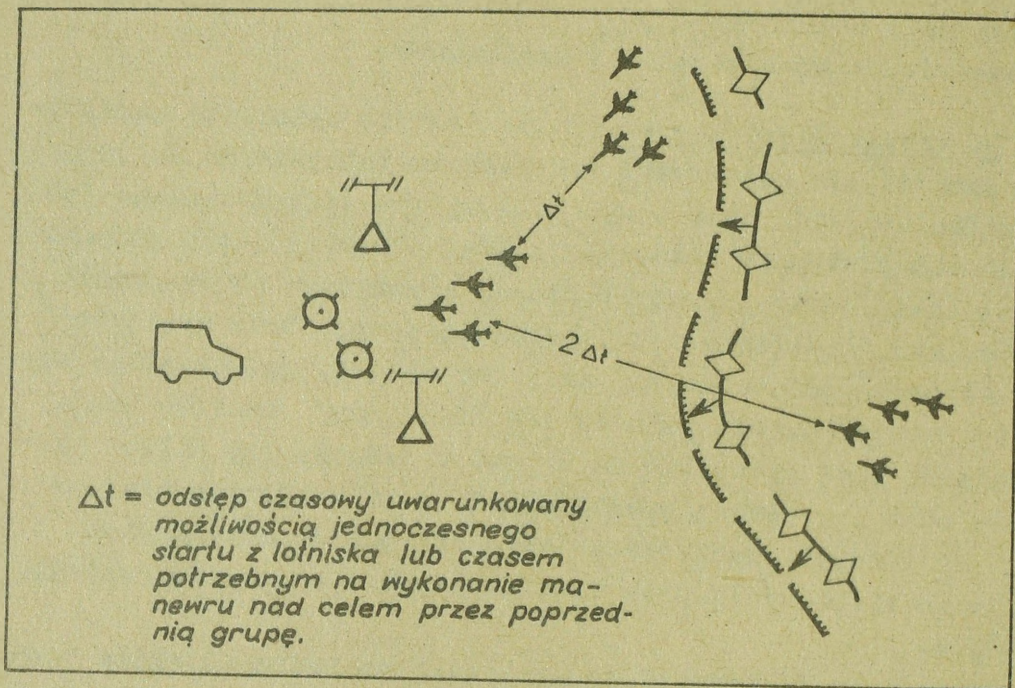 Δt
2Δt
Δt = odstęp czasowy uwarunkowany
możliwością jednoczesnego
startu z lotniska lub czasem
potrzebnym na wykonanie ma-
newru nad celem przez poprzed-
nią grupę.